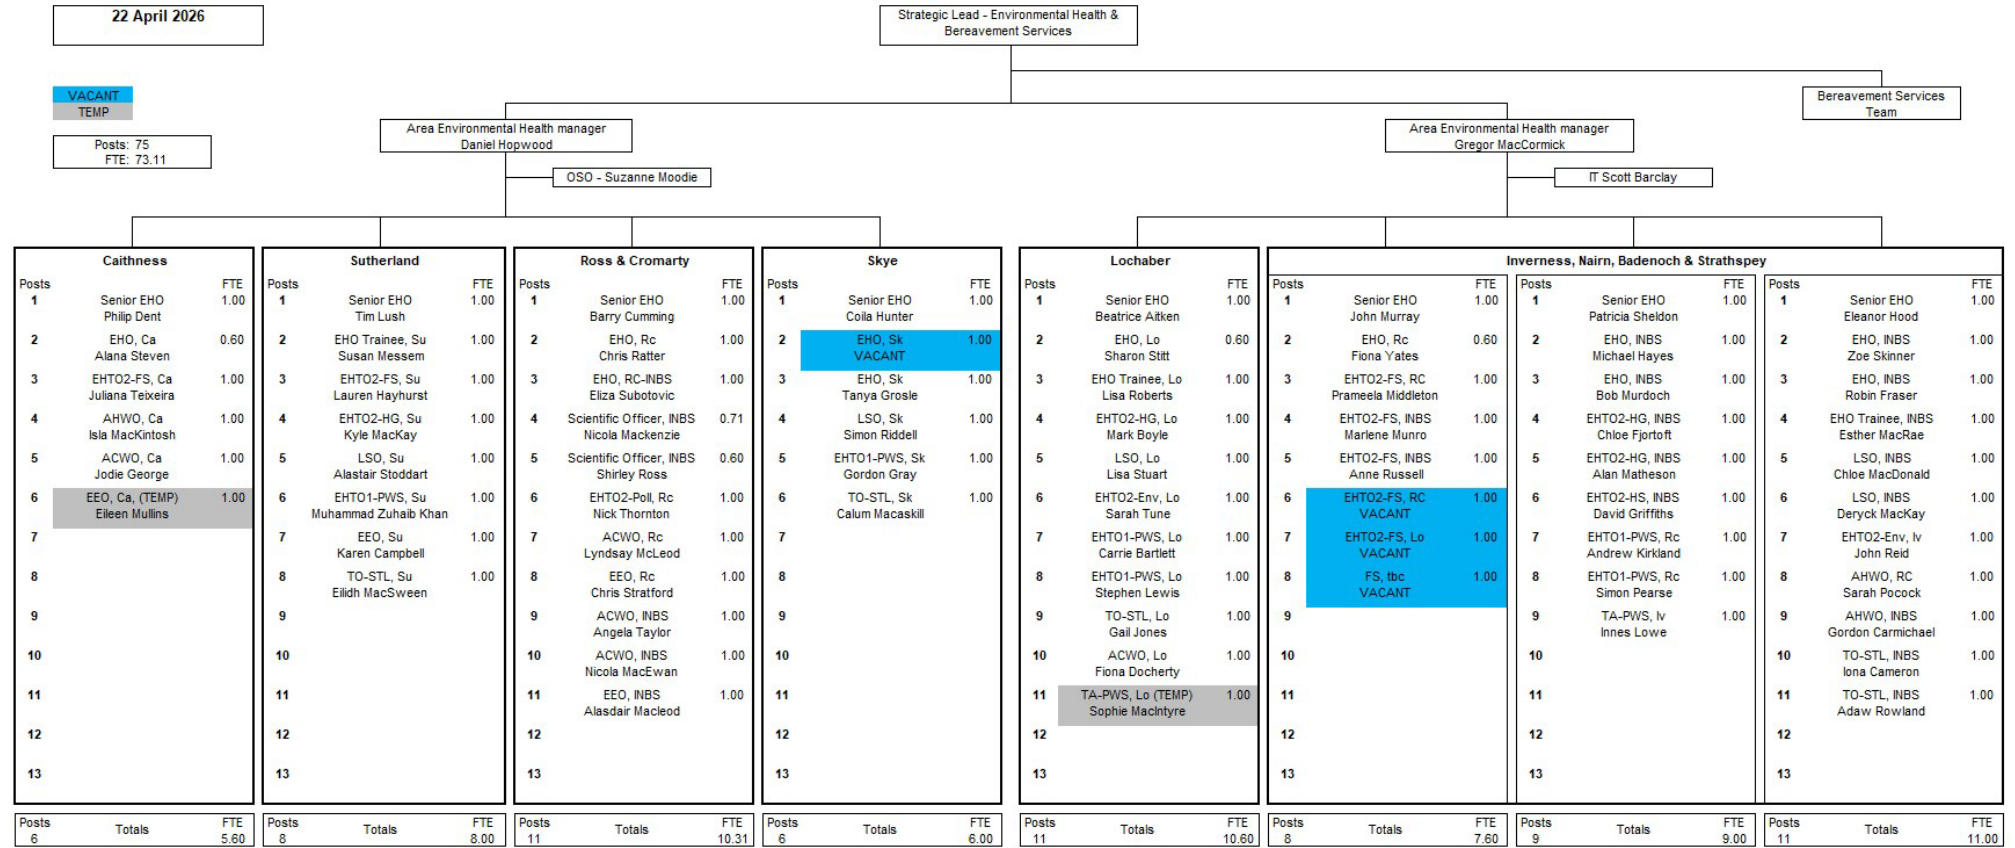 22 April 2026
Strategic Lead - Environmental Health &
Bereavement Services
VACANT
TEMP
Posts: 75
FTE: 73.11
Bereavement Services
Team
Area Environmental Health manager
Daniel Hopwood
Area Environmental Health manager
Gregor MacCormick
OSO - Suzanne Moodie
IT Scott Barclay
Caithness
Posts FTE
1 Senior EHO 1.00
Philip Dent
2 EHO, Ca 0.60
Alana Steven
3 EHTO2-FS, Ca 1.00
Juliana Teixeira
4 AHWO, Ca 1.00
Isla MacKintosh
5 ACWO, Ca 1.00
Jodie George
6 EEO, Ca, (TEMP) 1.00
Eileen Mullins
7
8
9
10
11
12
13
Posts Totals FTE
6 5.60
Sutherland
Posts FTE
1 Senior EHO 1.00
Tim Lush
2 EHO Trainee, Su 1.00
Susan Messem
3 EHTO2-FS, Su 1.00
Lauren Hayhurst
4 EHTO2-HG, Su 1.00
Kyle MacKay
5 LSO, Su 1.00
Alastair Stoddart
6 EHTO1-PWS, Su 1.00
Muhammad Zuhaib Khan
7 EEO, Su 1.00
Karen Campbell
8 TO-STL, Su 1.00
Eilidh MacSween
9
10
11
12
13
Posts Totals FTE
8 8.00
Ross & Cromarty
Posts FTE
1 Senior EHO 1.00
Barry Cumming
2 EHO, Rc 1.00
Chris Ratter
3 EHO, RC-INBS 1.00
Eliza Subotovic
4 Scientific Officer, INBS 0.71
Nicola Mackenzie
5 Scientific Officer, INBS 0.60
Shirley Ross
6 EHTO2-Poll, Rc 1.00
Nick Thornton
7 ACWO, Rc 1.00
Lyndsay McLeod
8 EEO, Rc 1.00
Chris Stratford
9 ACWO, INBS 1.00
Angela Taylor
10 ACWO, INBS 1.00
Nicola MacEwan
11 EEO, INBS 1.00
Alasdair Macleod
12
13
Posts Totals FTE
11 10.31
Skye
Posts FTE
1 Senior EHO 1.00
Coila Hunter
2 EHO, Sk 1.00
VACANT
3 EHO, Sk 1.00
Tanya Grosle
4 LSO, Sk 1.00
Simon Riddell
5 EHTO1-PWS, Sk 1.00
Gordon Gray
6 TO-STL, Sk 1.00
Calum Macaskill
7
8
9
10
11
12
13
Posts Totals FTE
6 6.00
Lochaber
Posts FTE
1 Senior EHO 1.00
Beatrice Aitken
2 EHO, Lo 0.60
Sharon Stitt
3 EHO Trainee, Lo 1.00
Lisa Roberts
4 EHTO2-HG, Lo 1.00
Mark Boyle
5 LSO, Lo 1.00
Lisa Stuart
6 EHTO2-Env, Lo 1.00
Sarah Tune
7 EHTO1-PWS, Lo 1.00
Carrie Bartlett
8 EHTO1-PWS, Lo 1.00
Stephen Lewis
9 TO-STL, Lo 1.00
Gail Jones
10 ACWO, Lo 1.00
Fiona Docherty
11 TA-PWS, Lo (TEMP) 1.00
Sophie MacIntyre
12
13
Posts Totals FTE
11 10.60
Inverness, Nairn, Badenoch & Strathspey
Posts FTE
1 Senior EHO 1.00
John Murray
2 EHO, Rc 0.60
Fiona Yates
3 EHTO2-FS, RC 1.00
Prameela Middleton
4 EHTO2-FS, INBS 1.00
Marlene Munro
5 EHTO2-FS, INBS 1.00
Anne Russell
6 EHTO2-FS, RC 1.00
VACANT
7 EHTO2-FS, Lo 1.00
VACANT
8 FS, tbc 1.00
VACANT
9
10
11
12
13
Posts Totals FTE
8 7.60
Posts FTE
1 Senior EHO 1.00
Patricia Sheldon
2 EHO, INBS 1.00
Michael Hayes
3 EHO, INBS 1.00
Bob Murdoch
4 EHTO2-HG, INBS 1.00
Chloe Fjortoft
5 EHTO2-HG, INBS 1.00
Alan Matheson
6 EHTO2-HS, INBS 1.00
David Griffiths
7 EHTO1-PWS, Rc 1.00
Andrew Kirkland
8 EHTO1-PWS, Rc 1.00
Simon Pearse
9 TA-PWS, Iv 1.00
Innes Lowe
10
11
12
13
Posts Totals FTE
9 9.00
Posts FTE
1 Senior EHO 1.00
Eleanor Hood
2 EHO, INBS 1.00
Zoe Skinner
3 EHO, INBS 1.00
Robin Fraser
4 EHO Trainee, INBS 1.00
Esther MacRae
5 LSO, INBS 1.00
Chloe MacDonald
6 LSO, INBS 1.00
Deryck MacKay
7 EHTO2-Env, Iv 1.00
John Reid
8 AHWO, RC 1.00
Sarah Pocock
9 AHWO, INBS 1.00
Gordon Carmichael
10 TO-STL, INBS 1.00
Iona Cameron
11 TO-STL, INBS 1.00
Adaw Rowland
12
13
Posts Totals FTE
11 11.00